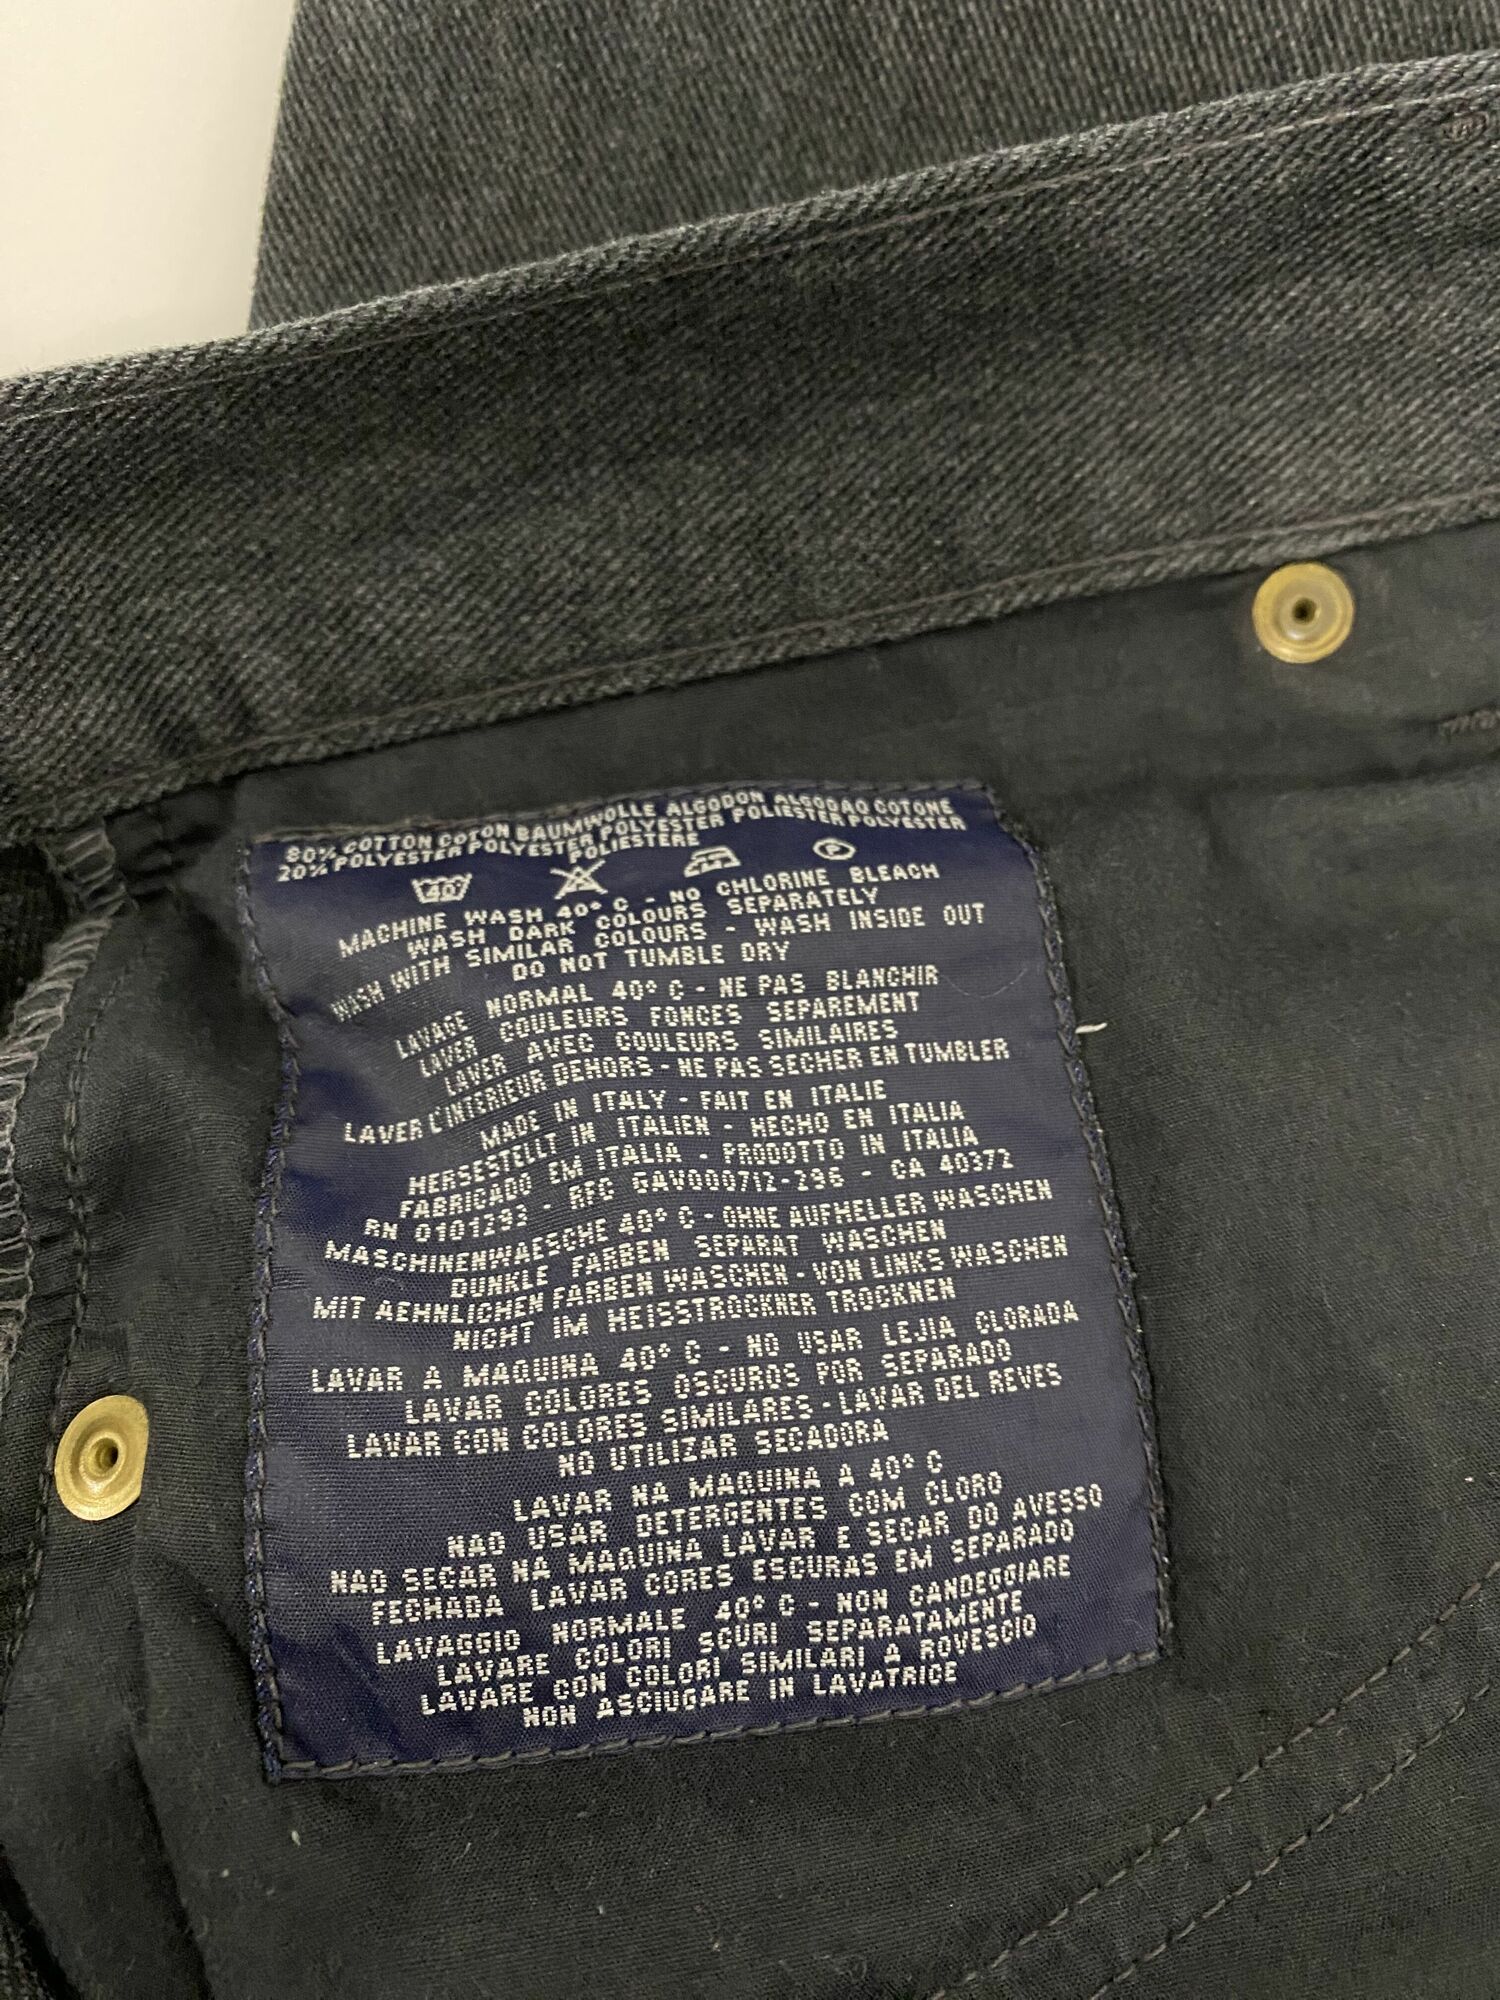 80% COTTON COTON BAUMWOLLE ALGODON ALGODAO COTONE
20% POLYESTER POLYESTER POLYESTER POLIESTER POLYESTER
POLIESTERE
40°
P
MACHINE WASH 40° C - NO CHLORINE BLEACH
WASH DARK COLOURS SEPARATELY
WASH WITH SIMILAR COLOURS - WASH INSIDE OUT
DO NOT TUMBLE DRY
LAVAGE NORMAL 40° C - NE PAS BLANCHIR
LAVER COULEURS FONCES SEPAREMENT
LAVER AVEC COULEURS SIMILAIRES
LAVER L'INTERIEUR DEHORS - NE PAS SECHER EN TUMBLER
MADE IN ITALY - FAIT EN ITALIE
HERSESTELLT IN ITALIEN - HECHO EN ITALIA
FABRICADO EM ITALIA - PRODOTTO IN ITALIA
RN 0101293 - RFC GAV000712-296 - CA 40372
MASCHINENWAESCHE 40° C - OHNE AUFHELLER WASCHEN
DUNKLE FARBEN SEPARAT WASCHEN
MIT AEHNLICHEN FARBEN WASCHEN - VON LINKS WASCHEN
NICHT IM HEISSTROCKNER TROCKNEN
LAVAR A MAQUINA 40° C - NO USAR LEJIA CLORADA
LAVAR COLORES OSCUROS POR SEPARADO
LAVAR CON COLORES SIMILARES - LAVAR DEL REVES
NO UTILIZAR SECADORA
LAVAR NA MAQUINA A 40° C
NAO USAR DETERGENTES COM CLORO
NAO SECAR NA MAQUINA LAVAR E SECAR DO AVESSO
FECHADA LAVAR CORES ESCURAS EM SEPARADO
LAVAGGIO NORMALE 40° C - NON CANDEGGIARE
LAVARE COLORI SCURI SEPARATAMENTE
LAVARE CON COLORI SIMILARI A ROVESCIO
NON ASCIUGARE IN LAVATRICE